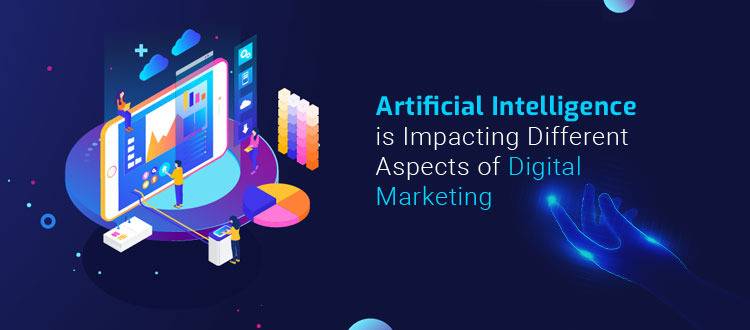 Artificial Intelligence
is Impacting Different
Aspects of Digital
Marketing